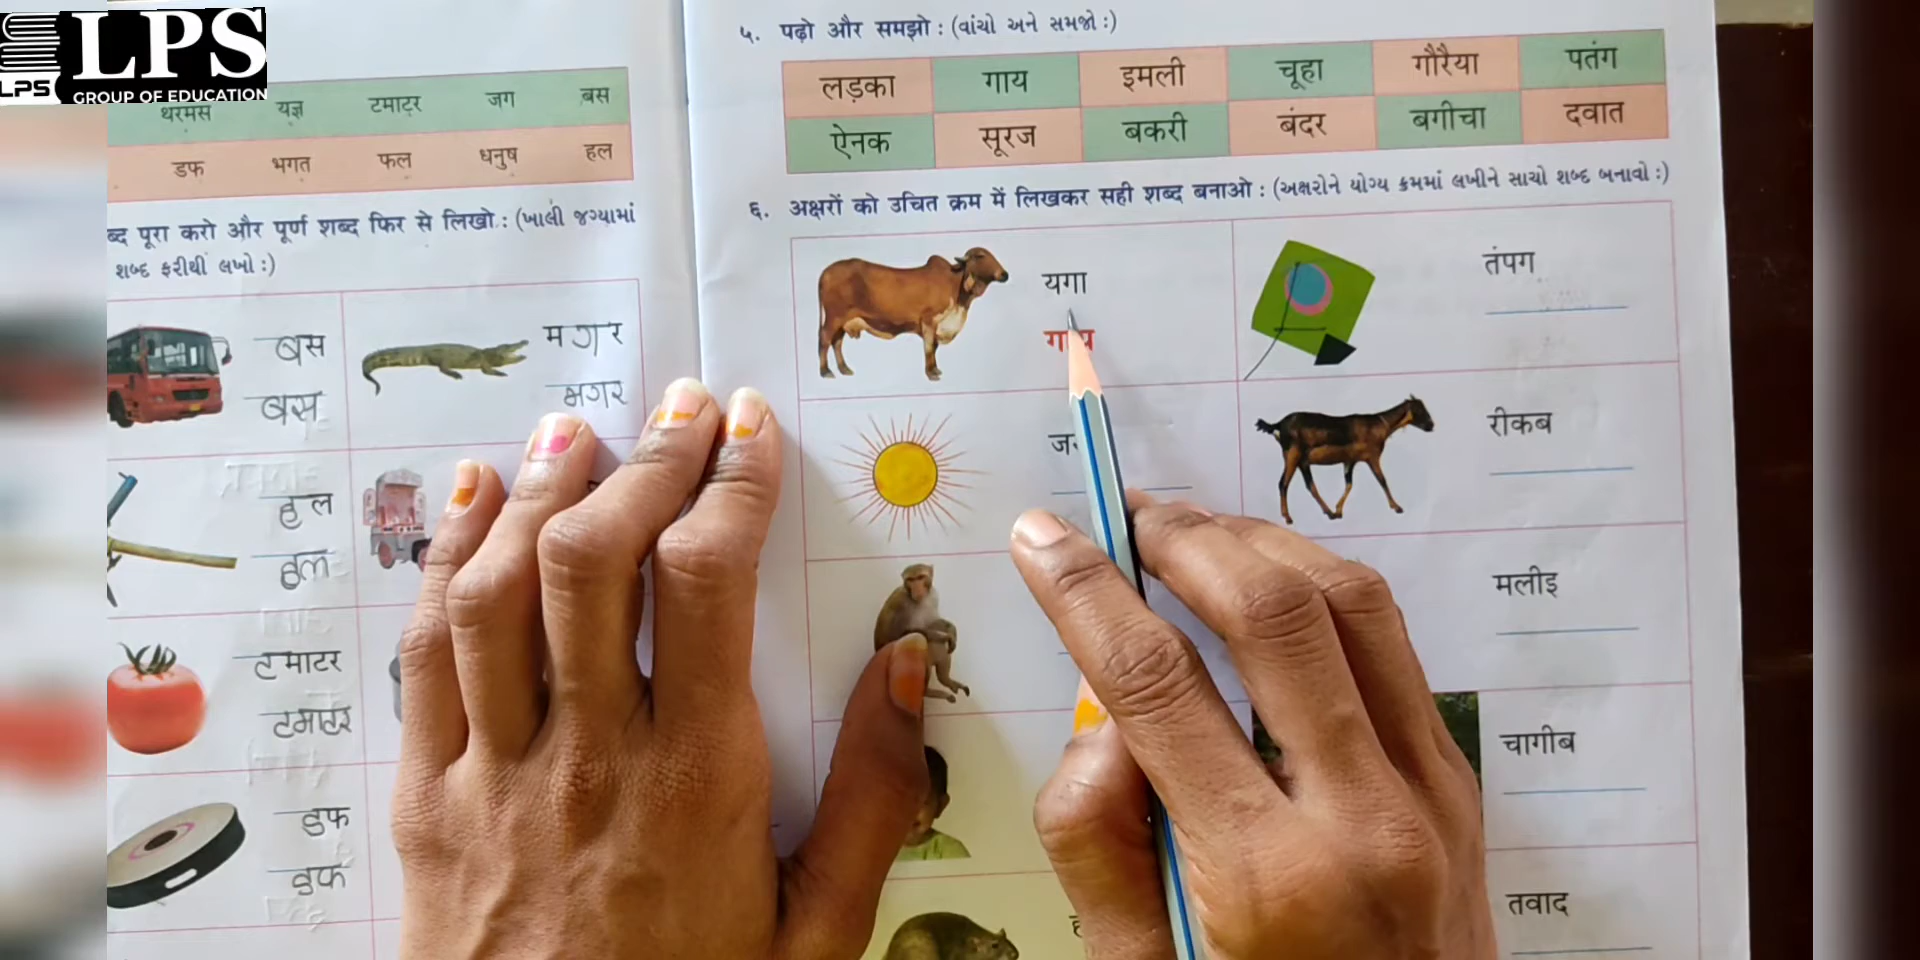 LPS
LPS
GROUP OF EDUCATION
थरमस यज्ञ टमाटर जग बस
डफ भगत फल धनुष हल
ब्द पूरा करो और पूर्ण शब्द फिर से लिखो : (ખાલી જગ્યામાં
શબ્દ ફરીથી લખો :)
बस
बस
मगर
मगर
हल
हल
टमाटर
टमाटर
डफ
डफ
५. पढ़ो और समझो : (વાંચો અને સમજો :)
लड़का गाय इमली चूहा गौरैया पतंग
ऐनक सूरज बकरी बंदर बगीचा दवात
६. अक्षरों को उचित क्रम में लिखकर सही शब्द बनाओ : (અક્ષરોને યોગ્ય ક્રમમાં લખીને સાચો શબ્દ બનાવો :)
यगा
गाय
तंपग
रीकब
मलीइ
चागीब
तवाद